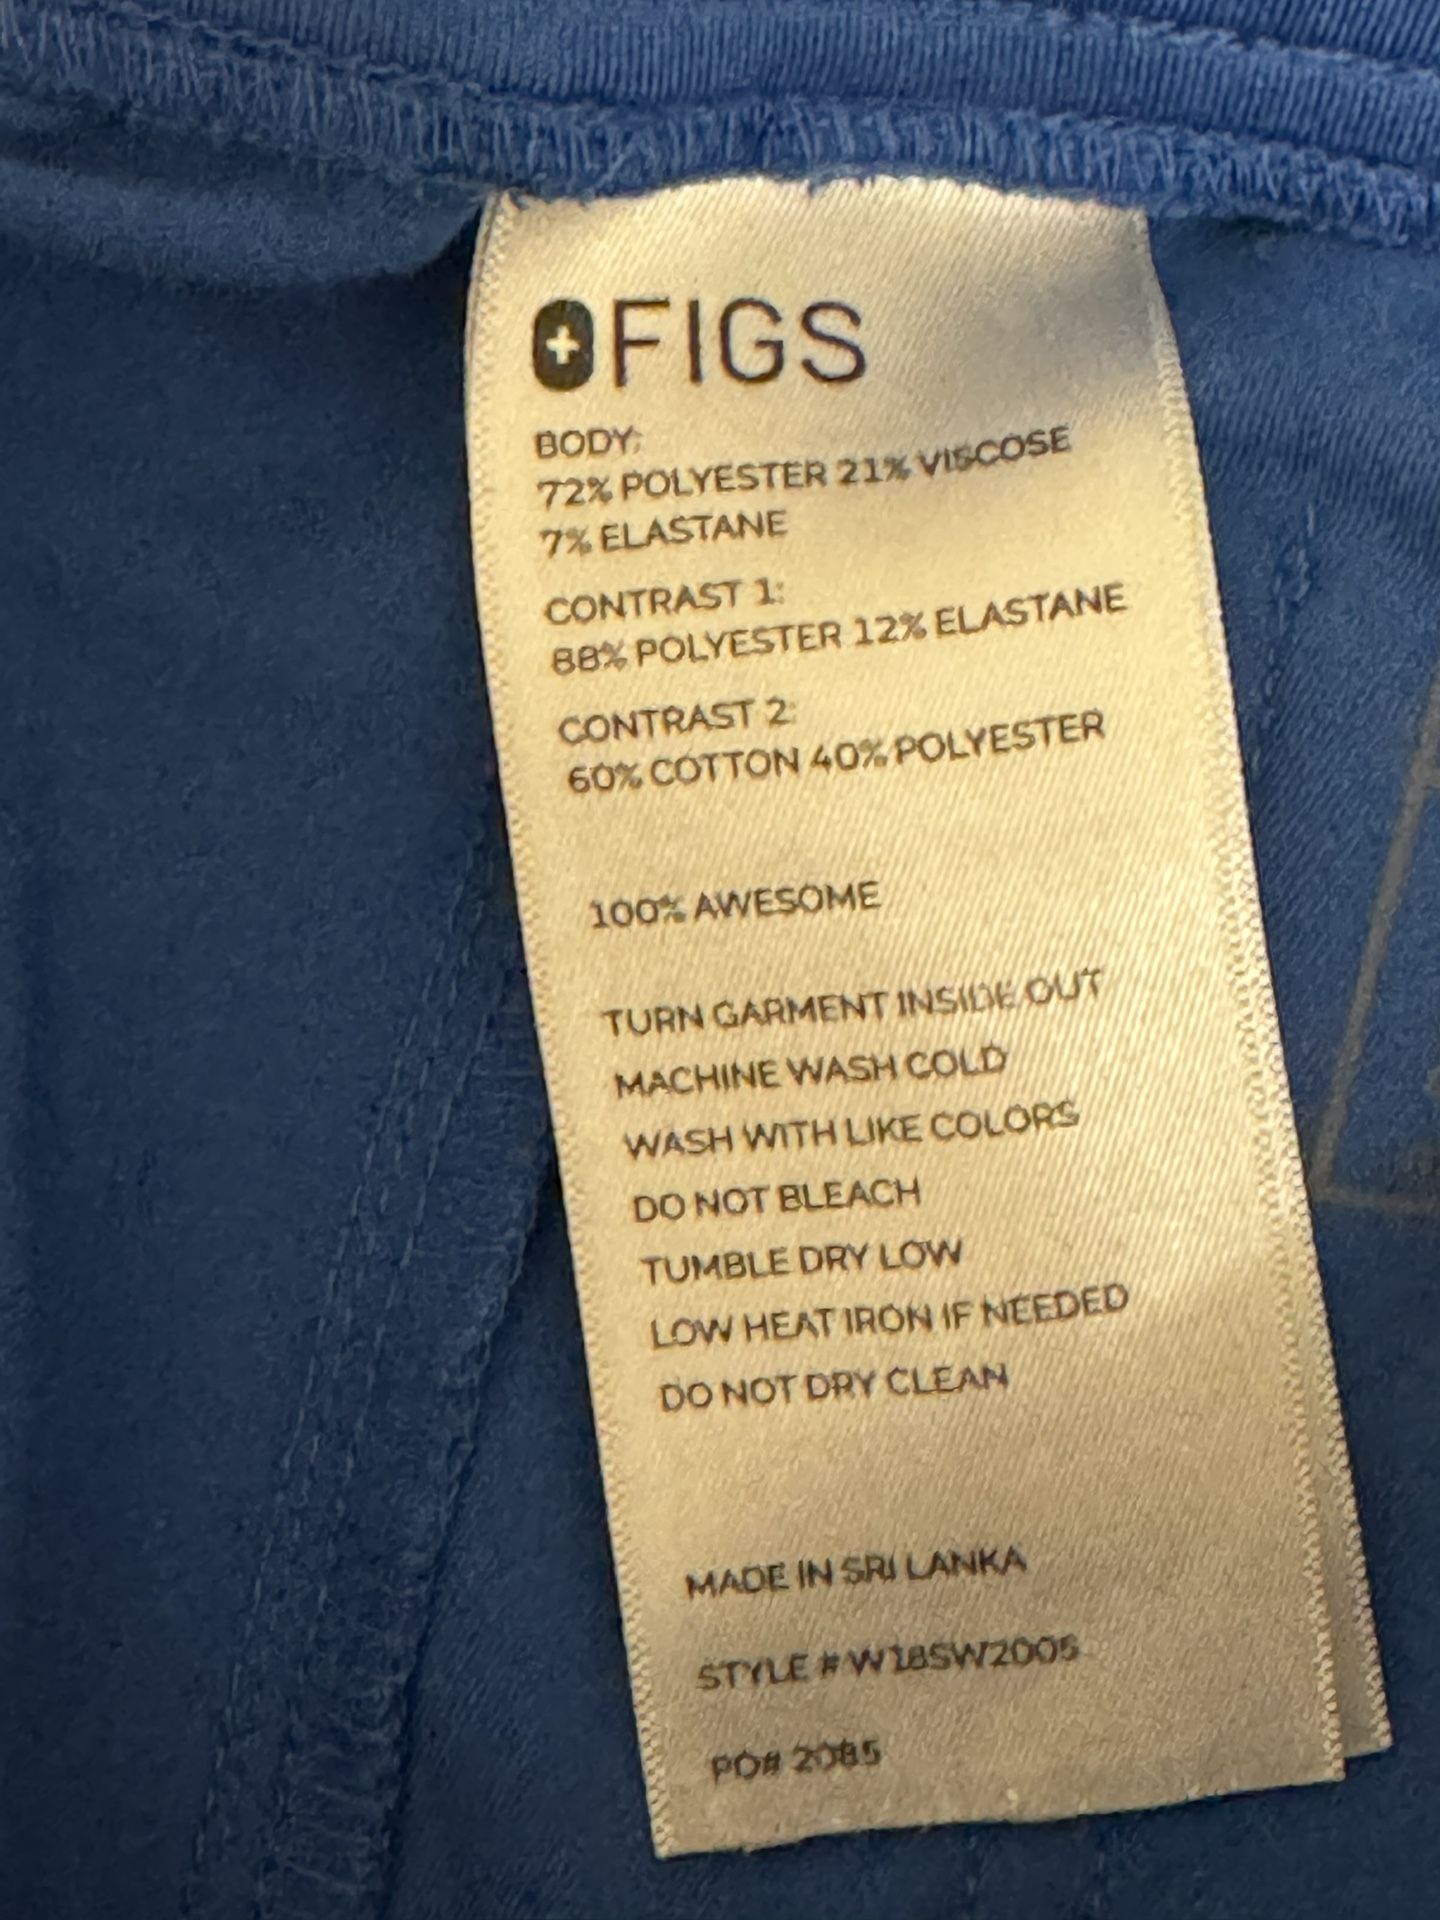 FIGS
BODY:
72% POLYESTER 21% VISCOSE
7% ELASTANE
CONTRAST 1:
88% POLYESTER 12% ELASTANE
CONTRAST 2:
60% COTTON 40% POLYESTER
100% AWESOME
TURN GARMENT INSIDE OUT
MACHINE WASH COLD
WASH WITH LIKE COLORS
DO NOT BLEACH
TUMBLE DRY LOW
LOW HEAT IRON IF NEEDED
DO NOT DRY CLEAN
MADE IN SRI LANKA
STYLE # W18SW2005
PO# 2085